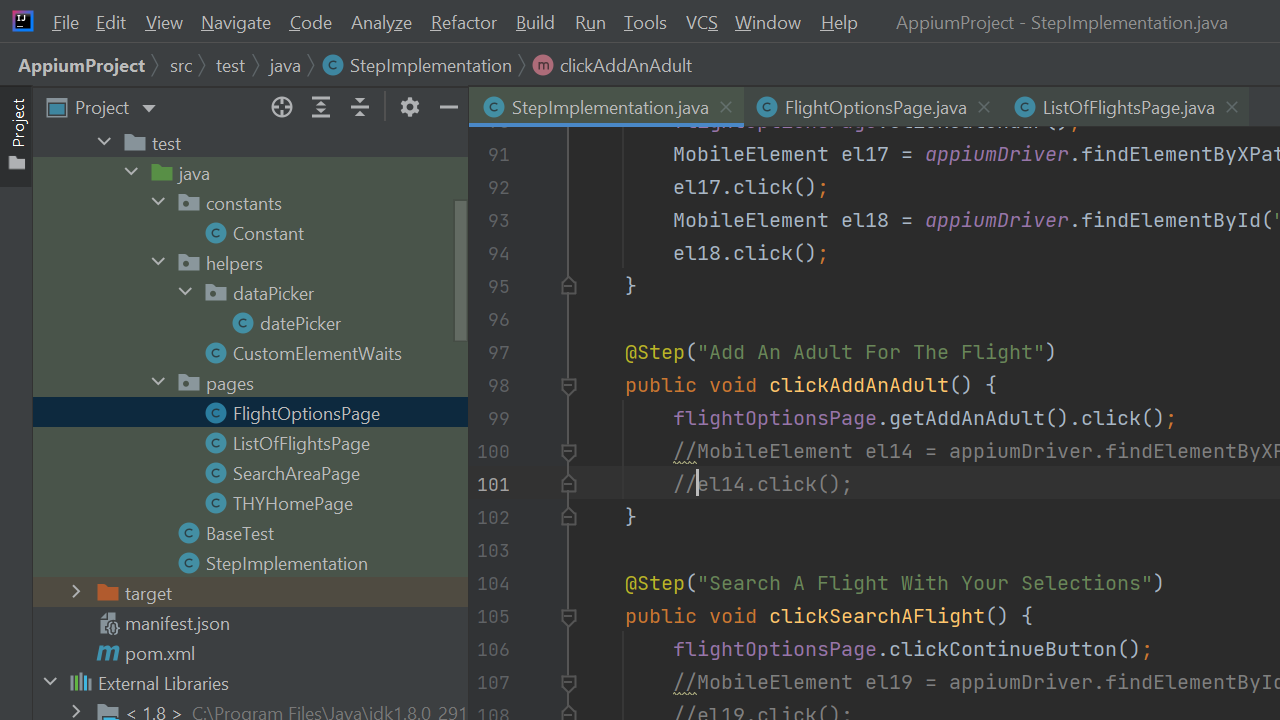 File Edit View Navigate Code Analyze Refactor Build Run Tools VCS Window Help AppiumProject - StepImplementation.java
AppiumProject src test java StepImplementation m clickAddAnAdult
Project
Project
test
java
constants
C Constant
helpers
dataPicker
C datePicker
C CustomElementWaits
pages
C FlightOptionsPage
C ListOfFlightsPage
C SearchAreaPage
C THYHomePage
C BaseTest
C StepImplementation
target
manifest.json
m pom.xml
External Libraries
< 1.8 > C:\Program Files\Java\jdk1.8.0_291
C StepImplementation.java C FlightOptionsPage.java C ListOfFlightsPage.java
91 MobileElement el17 = appiumDriver.findElementByXPat
92 el17.click();
93 MobileElement el18 = appiumDriver.findElementById("
94 el18.click();
95 }
96
97 @Step("Add An Adult For The Flight")
98 public void clickAddAnAdult() {
99 flightOptionsPage.getAddAnAdult().click();
100 //MobileElement el14 = appiumDriver.findElementByXP
101 //el14.click();
102 }
103
104 @Step("Search A Flight With Your Selections")
105 public void clickSearchAFlight() {
106 flightOptionsPage.clickContinueButton();
107 //MobileElement el19 = appiumDriver.findElementById
108 //el19.click();